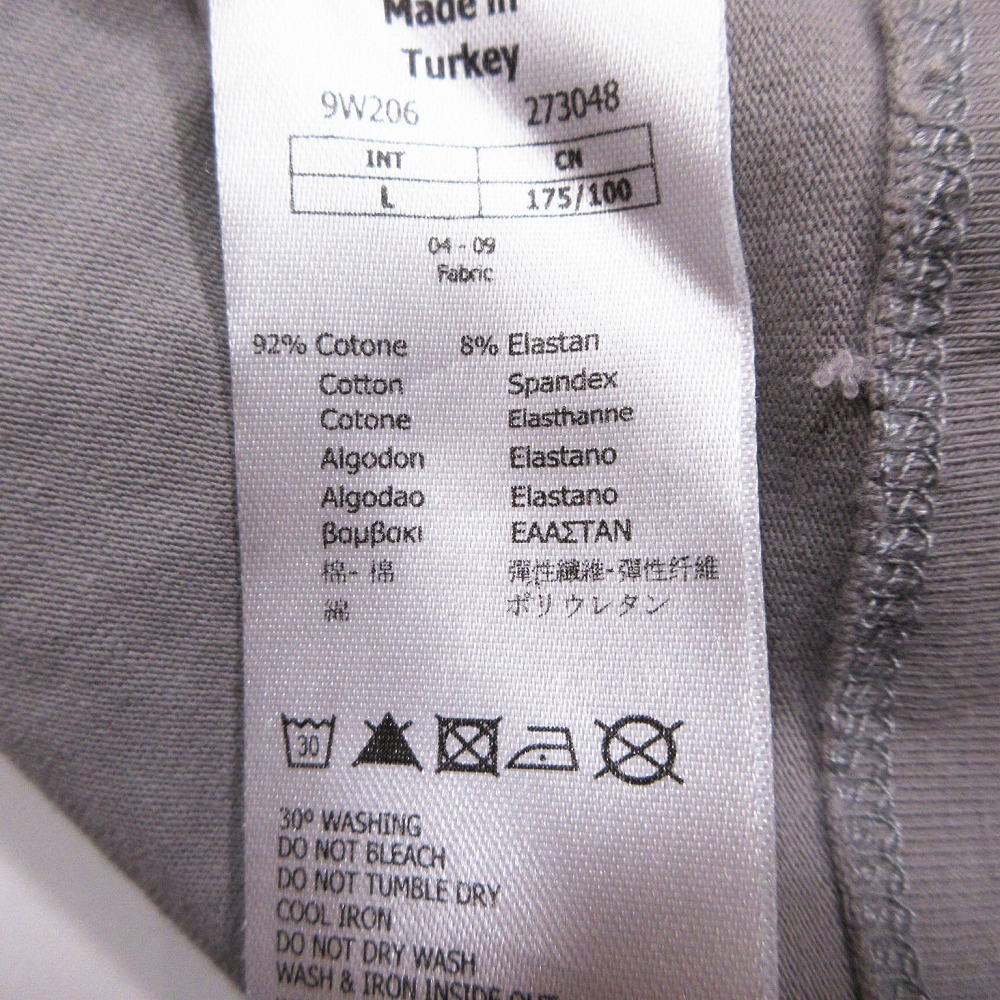 Made in
Turkey
9W206 273048
INT CN
L 175/100
04 - 09
Fabric
92% Cotone 8% Elastan
Cotton Spandex
Cotone Elasthanne
Algodon Elastano
Algodao Elastano
βαμβακι ΕΑΑΣΤΑΝ
棉- 棉 彈性纖維-彈性纤維
綿 ポリウレタン
30
30º WASHING
DO NOT BLEACH
DO NOT TUMBLE DRY
COOL IRON
DO NOT DRY WASH
WASH & IRON INSIDE OUT